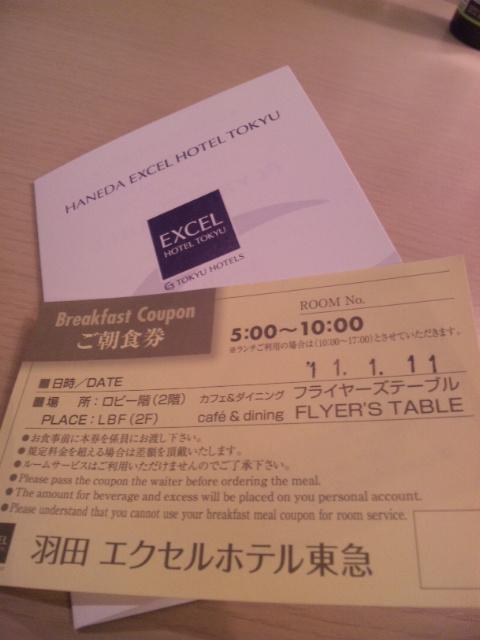 HANEDA EXCEL HOTEL TOKYU
EXCEL
HOTEL TOKYU
TOKYU HOTELS
Breakfast Coupon
ご朝食券
ROOM No.
5:00～10:00
※ランチご利用の場合は(10:00～17:00)とさせていただきます。
■日時/DATE
'11.1.11
■場 所：ロビー階(2階) カフェ&ダイニング フライヤーズテーブル
PLACE：LBF(2F) café & dining FLYER'S TABLE
●お食事前に本券を係員にお渡し下さい。
●規定料金を超える場合は差額を頂戴いたします。
●ルームサービスはご利用いただけませんのでご了承下さい。
●Please pass the coupon the waiter before ordering the meal.
●The amount for beverage and excess will be placed on you personal account.
●Please understand that you cannot use your breakfast meal coupon for room service.
羽田 エクセルホテル東急